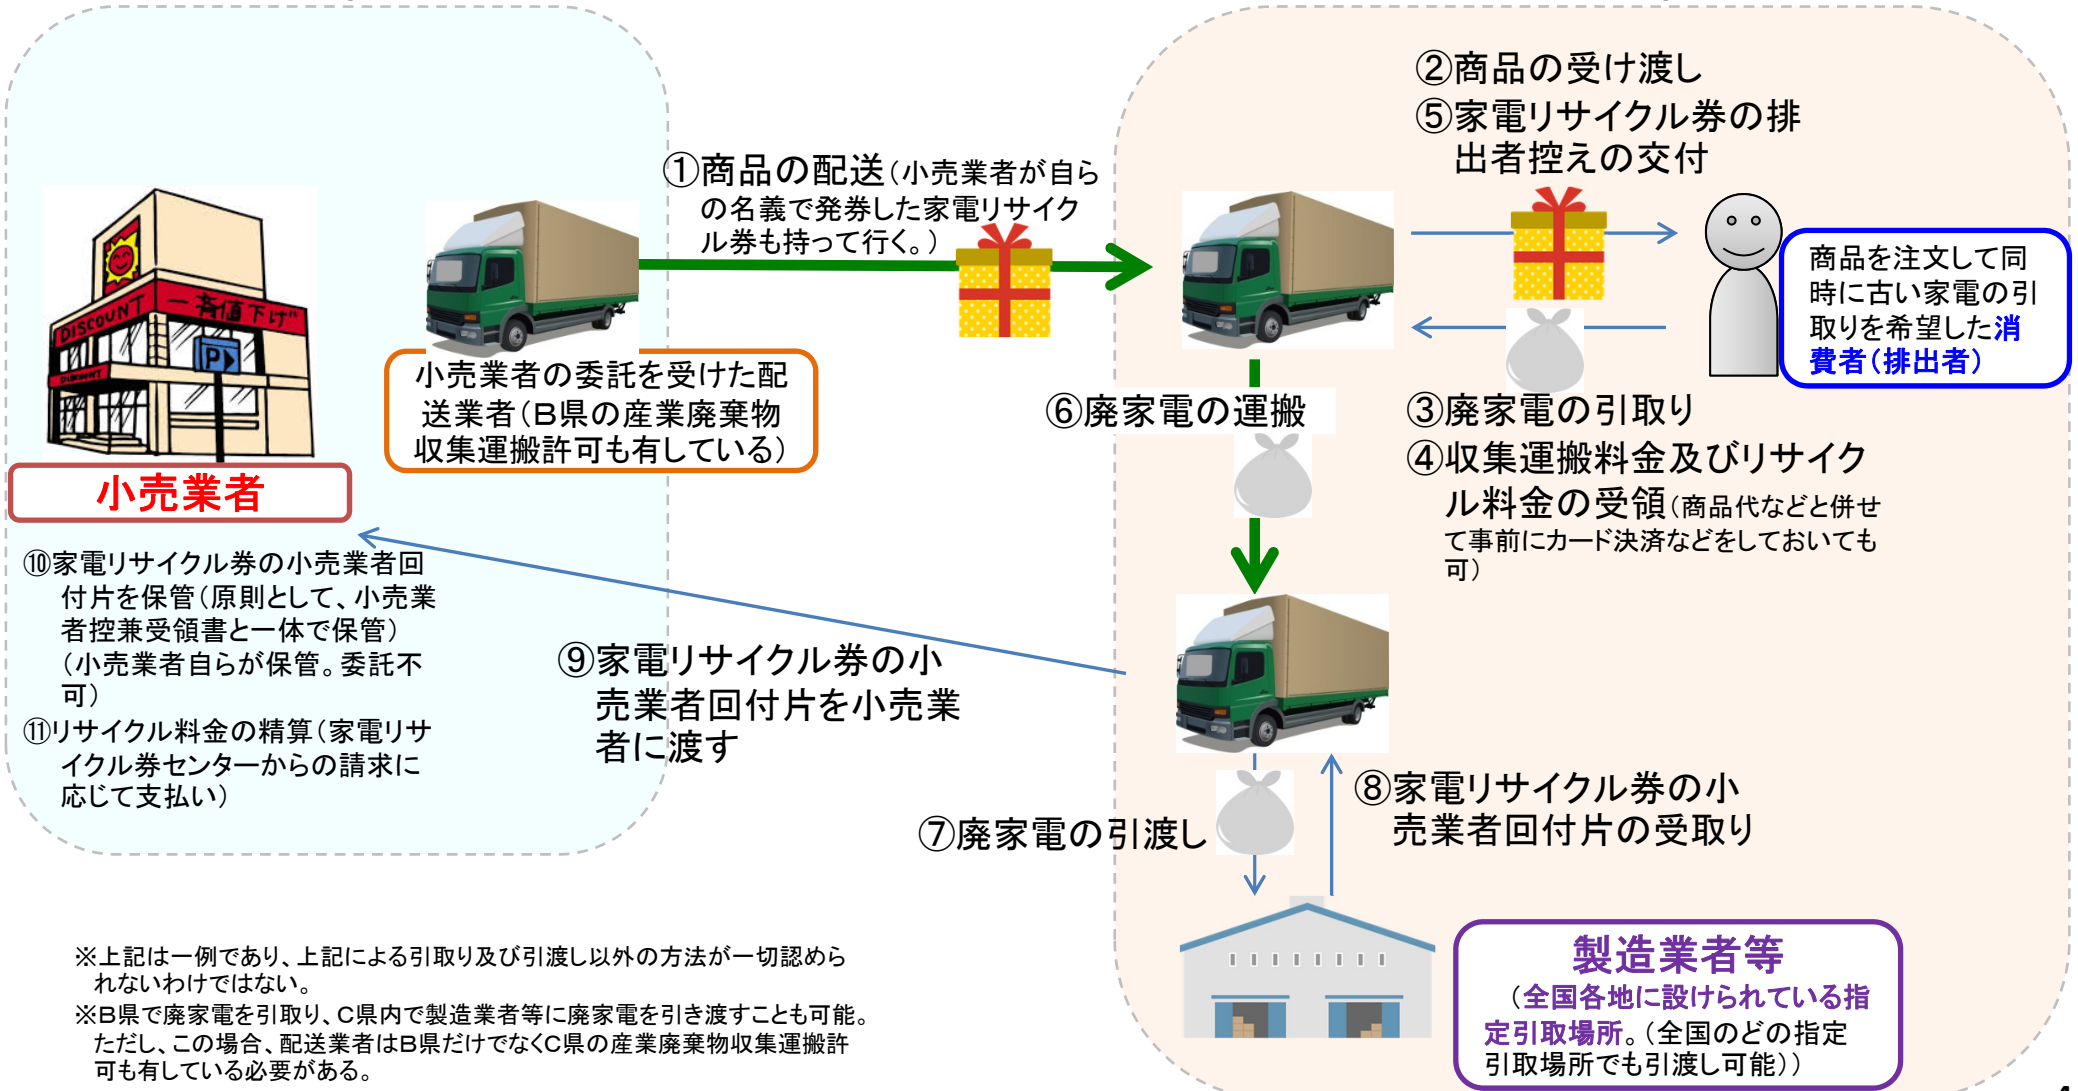 ②商品の受け渡し
⑤家電リサイクル券の排
出者控えの交付
①商品の配送(小売業者が自ら
の名義で発券した家電リサイク
ル券も持って行く。)
DISCOUNT
一斉値下げ
DISCOUNT
P
商品を注文して同
時に古い家電の引
取りを希望した消
費者(排出者)
小売業者の委託を受けた配
送業者(B県の産業廃棄物
収集運搬許可も有している)
小売業者
⑥廃家電の運搬
③廃家電の引取り
④収集運搬料金及びリサイク
ル料金の受領(商品代などと併せ
て事前にカード決済などをしておいても
可)
⑩家電リサイクル券の小売業者回
付片を保管(原則として、小売業
者控兼受領書と一体で保管)
(小売業者自らが保管。委託不
可)
⑪リサイクル料金の精算(家電リサ
イクル券センターからの請求に
応じて支払い)
⑨家電リサイクル券の小
売業者回付片を小売業
者に渡す
⑦廃家電の引渡し
⑧家電リサイクル券の小
売業者回付片の受取り
製造業者等
(全国各地に設けられている指
定引取場所。(全国のどの指定
引取場所でも引渡し可能))
※上記は一例であり、上記による引取り及び引渡し以外の方法が一切認めら
れないわけではない。
※B県で廃家電を引取り、C県内で製造業者等に廃家電を引き渡すことも可能。
ただし、この場合、配送業者はB県だけでなくC県の産業廃棄物収集運搬許
可も有している必要がある。